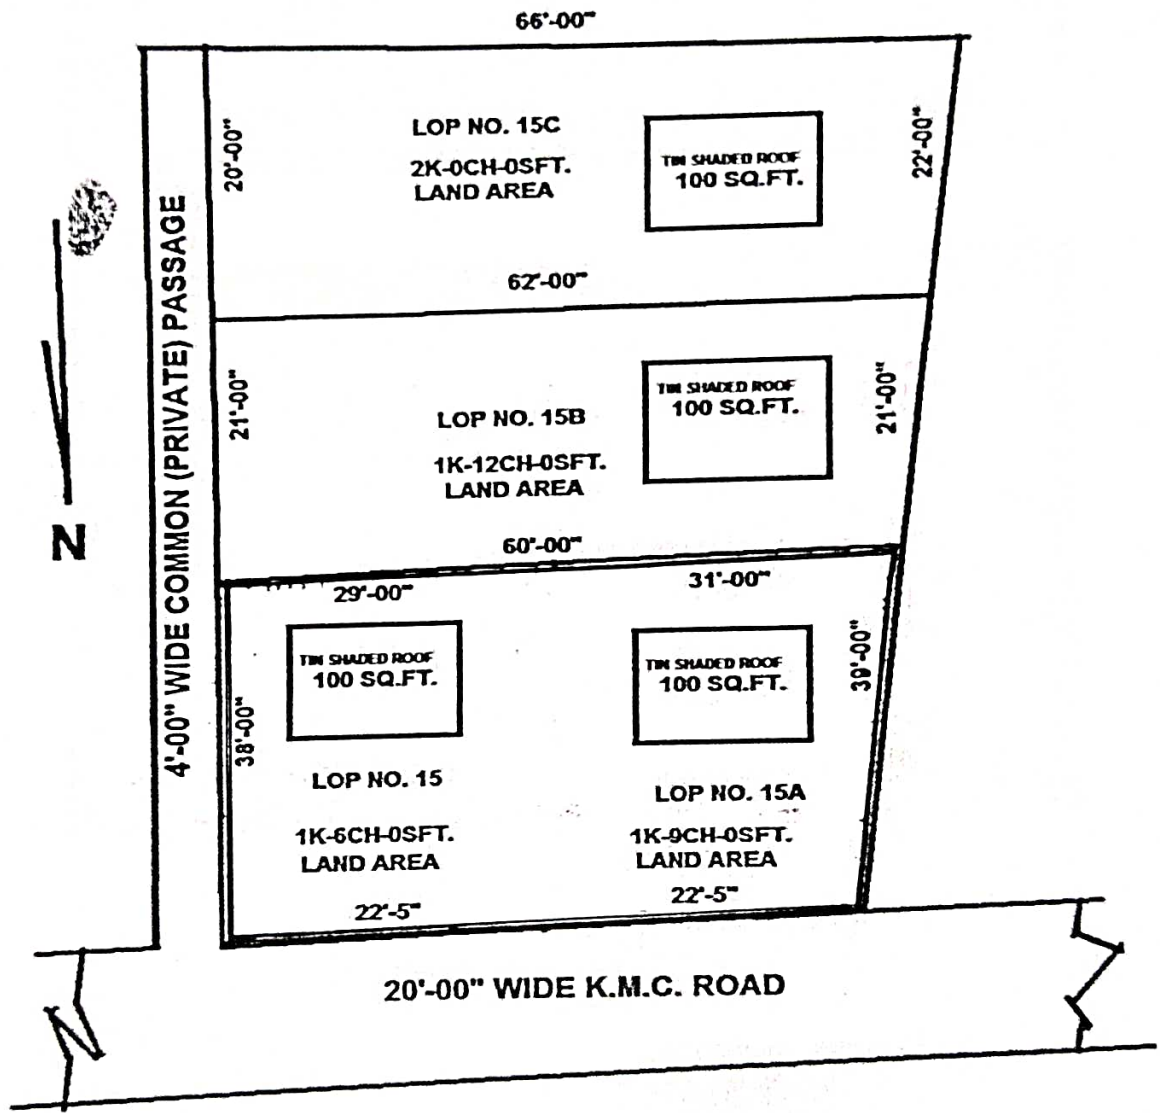 66'-00"
20'-00"
LOP NO. 15C
2K-0CH-0SFT.
LAND AREA
TIN SHADED ROOF
100 SQ.FT.
22'-00"
62'-00"
4'-00" WIDE COMMON (PRIVATE) PASSAGE
N
21'-00"
LOP NO. 15B
1K-12CH-0SFT.
LAND AREA
TIN SHADED ROOF
100 SQ.FT.
21'-00"
60'-00"
29'-00"
31'-00"
38'-00"
TIN SHADED ROOF
100 SQ.FT.
LOP NO. 15
1K-6CH-0SFT.
LAND AREA
22'-5"
TIN SHADED ROOF
100 SQ.FT.
39'-00"
LOP NO. 15A
1K-9CH-0SFT.
LAND AREA
22'-5"
20'-00" WIDE K.M.C. ROAD